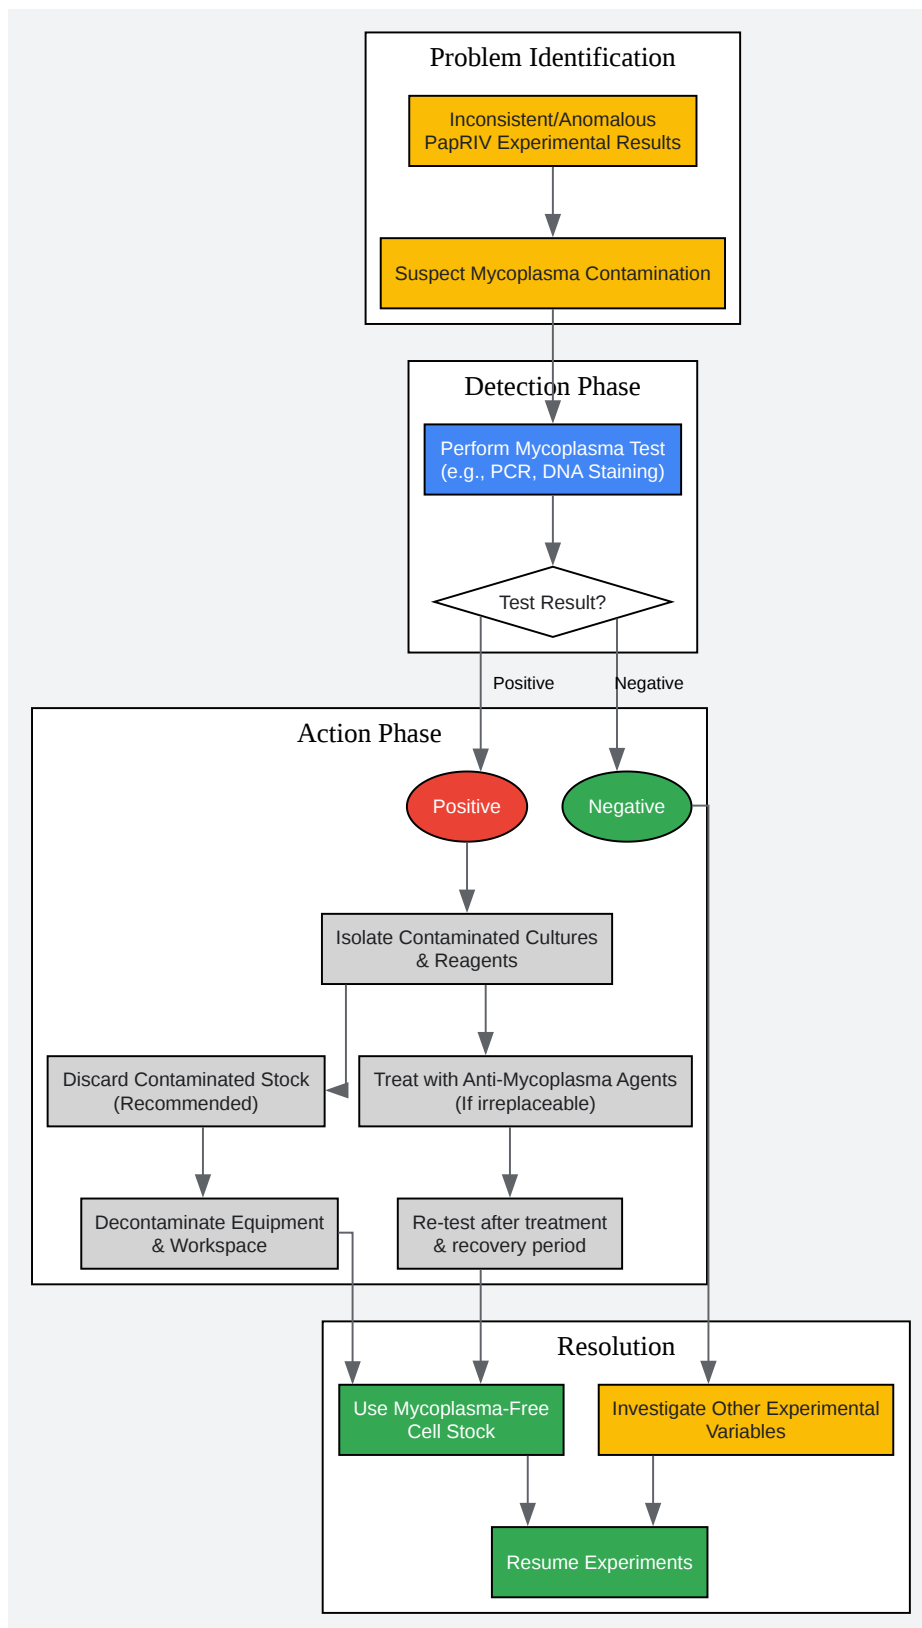 Problem Identification
Inconsistent/Anomalous
PapRIV Experimental Results
Suspect Mycoplasma Contamination
Detection Phase
Perform Mycoplasma Test
(e.g., PCR, DNA Staining)
Test Result?
Positive
Negative
Action Phase
Positive
Negative
Isolate Contaminated Cultures
& Reagents
Discard Contaminated Stock
(Recommended)
Treat with Anti-Mycoplasma Agents
(If irreplaceable)
Decontaminate Equipment
& Workspace
Re-test after treatment
& recovery period
Resolution
Use Mycoplasma-Free
Cell Stock
Investigate Other Experimental
Variables
Resume Experiments